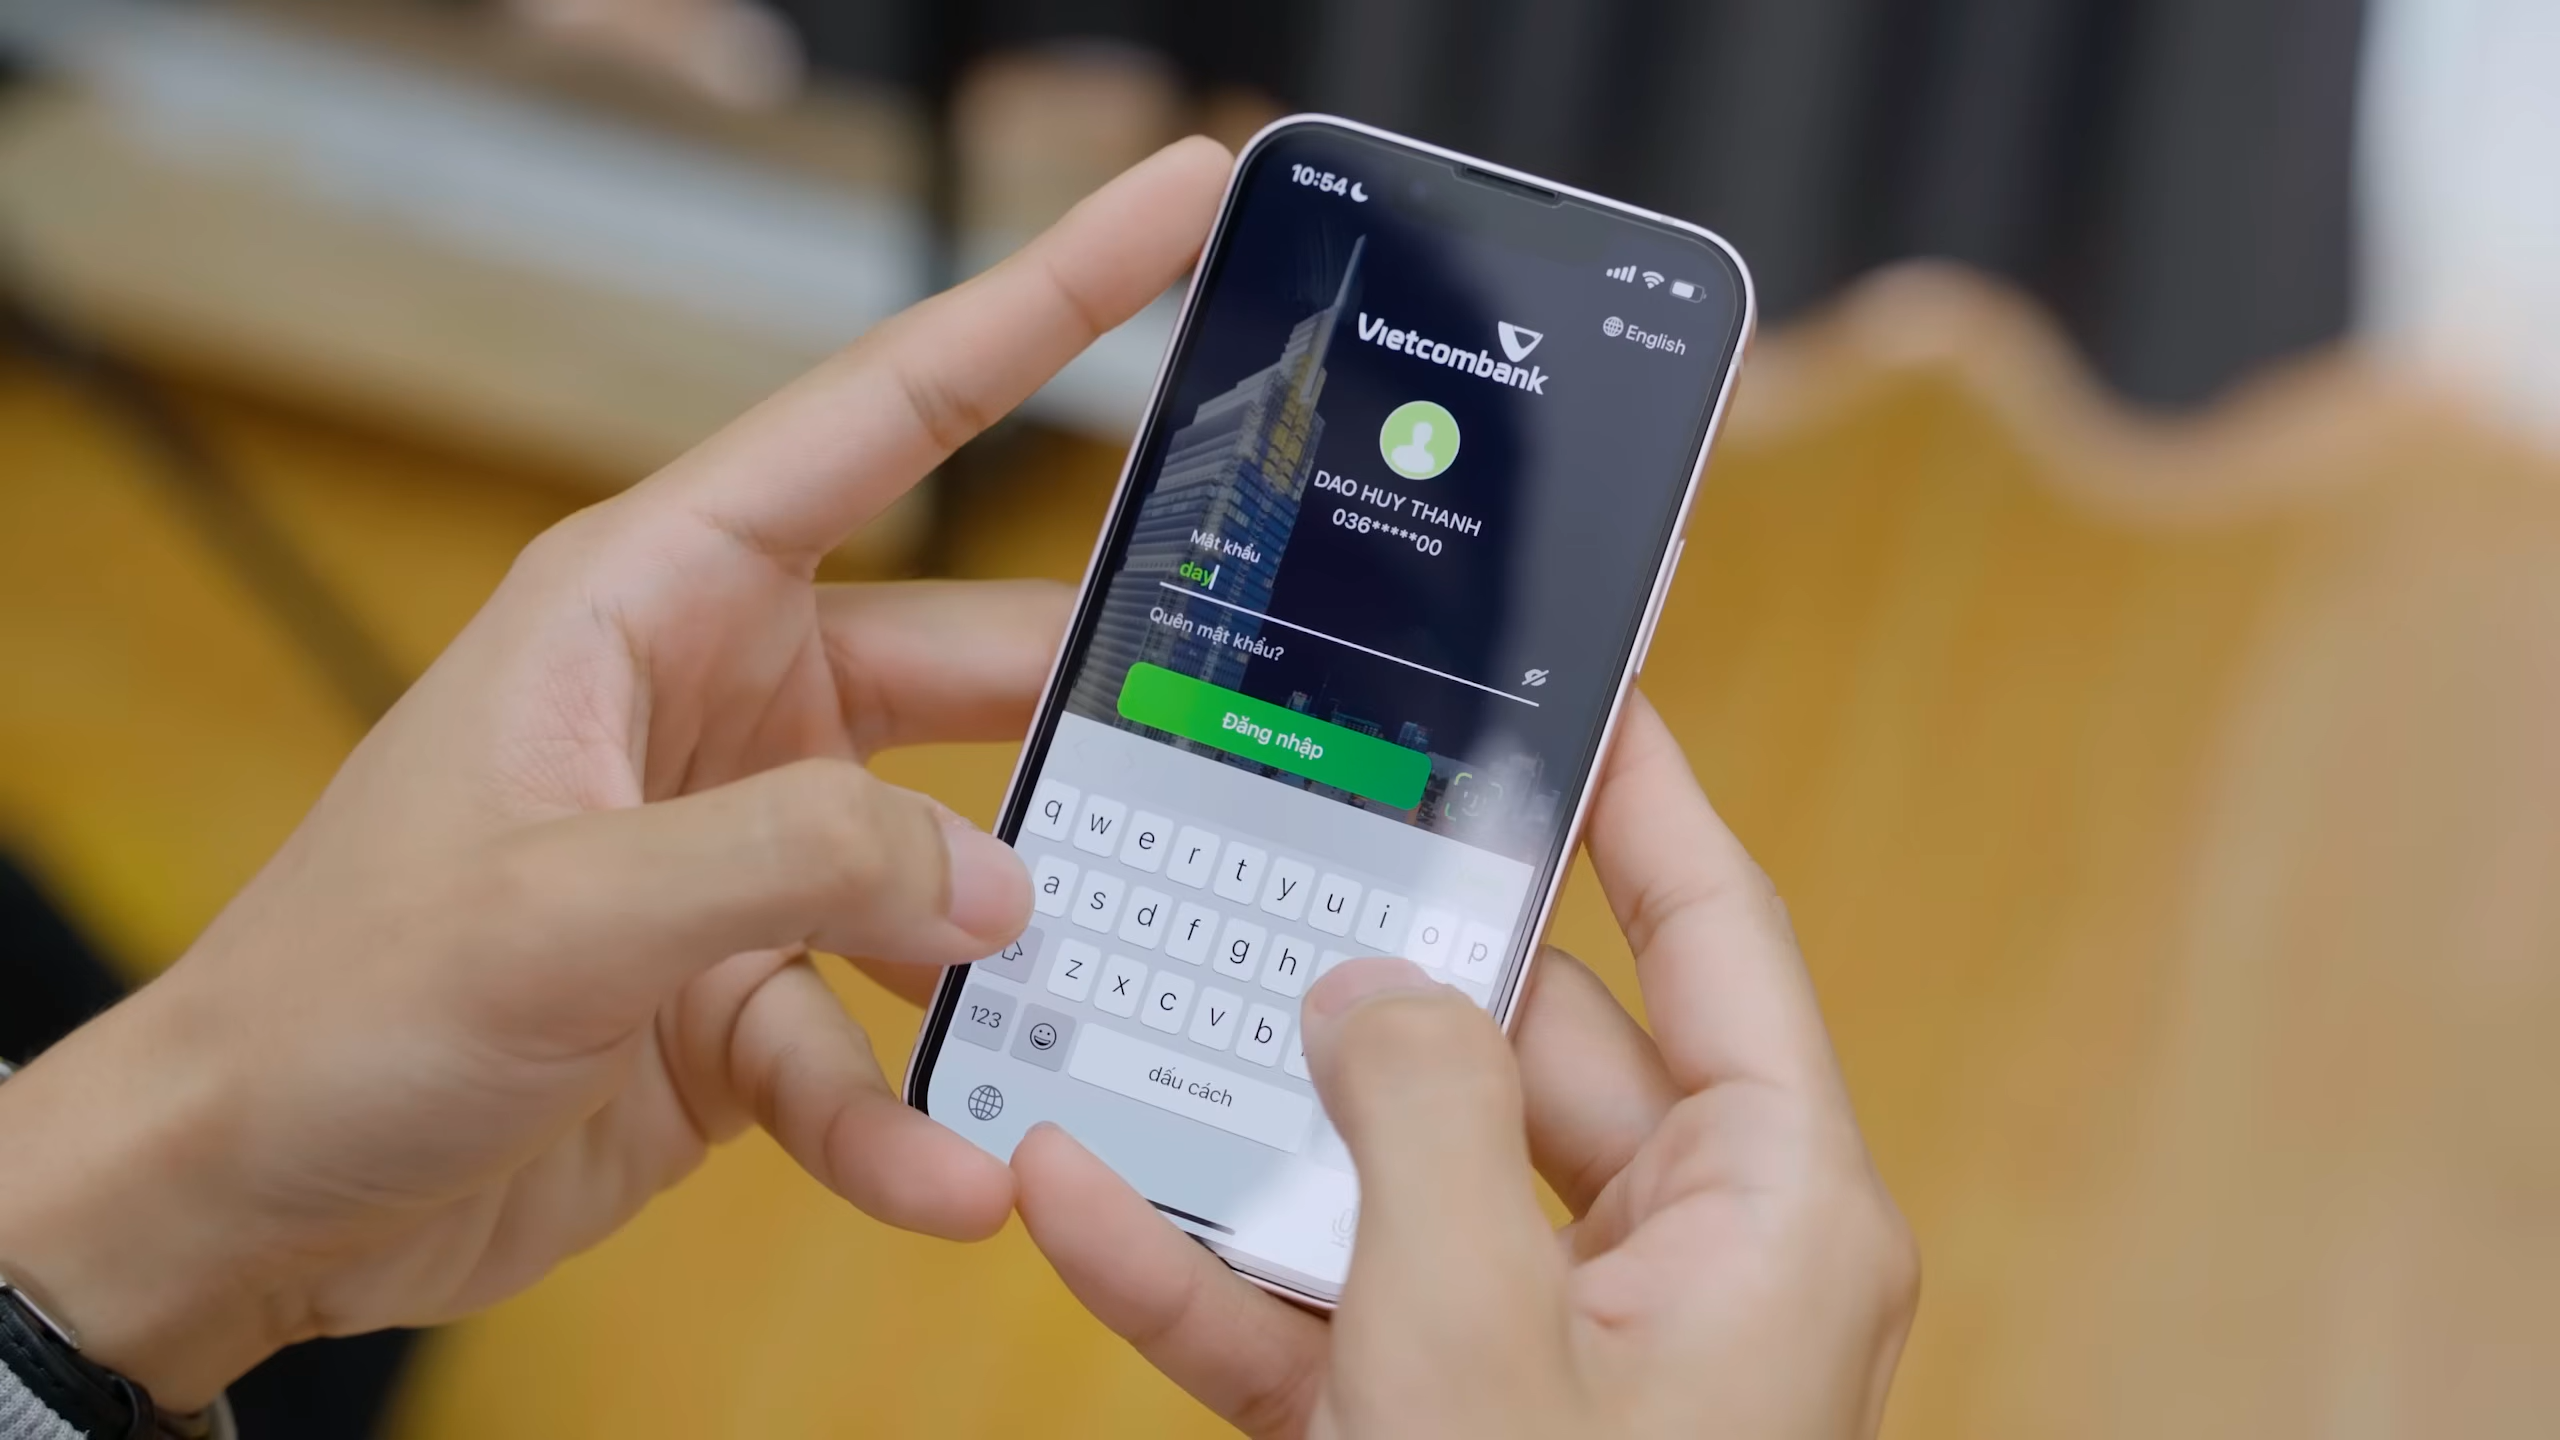 10:54
English
Vietcombank
DAO HUY THANH
036*****00
Mật khẩu
day
Quên mật khẩu?
Đăng nhập
q w e r t y u i o p
a s d f g h
z x c v b
123
dấu cách